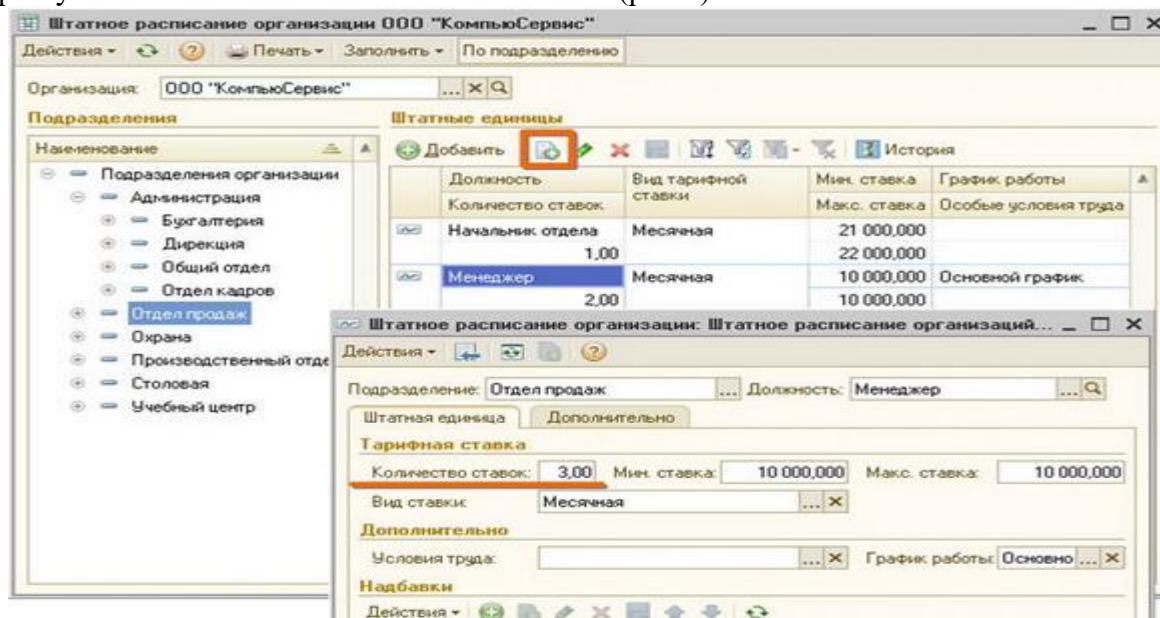 Штатное расписание организации ООО "КомпьюСервис"
Действия Печать Заполнить По подразделению
Организация: ООО "КомпьюСервис" ...
Подразделения
Наименование
Подразделения организации
Администрация
Бухгалтерия
Дирекция
Общий отдел
Отдел кадров
Отдел продаж
Охрана
Производственный отде
Столовая
Учебный центр
Штатные единицы
Добавить История
Должность Вид тарифной ставки Мин. ставка График работы
Количество ставок Макс. ставка Особые условия труда
Начальник отдела Месячная 21 000,000
1,00 22 000,000
Менеджер Месячная 10 000,000 Основной график
2,00 10 000,000
Штатное расписание организации: Штатное расписание организаций...
Действия
Подразделение: Отдел продаж ... Должность: Менеджер ...
Штатная единица Дополнительно
Тарифная ставка
Количество ставок: 3,00 Мин. ставка: 10 000,000 Макс. ставка: 10 000,000
Вид ставки: Месячная ...
Дополнительно
Условия труда: ... График работы: Основно ...
Надбавки
Действия